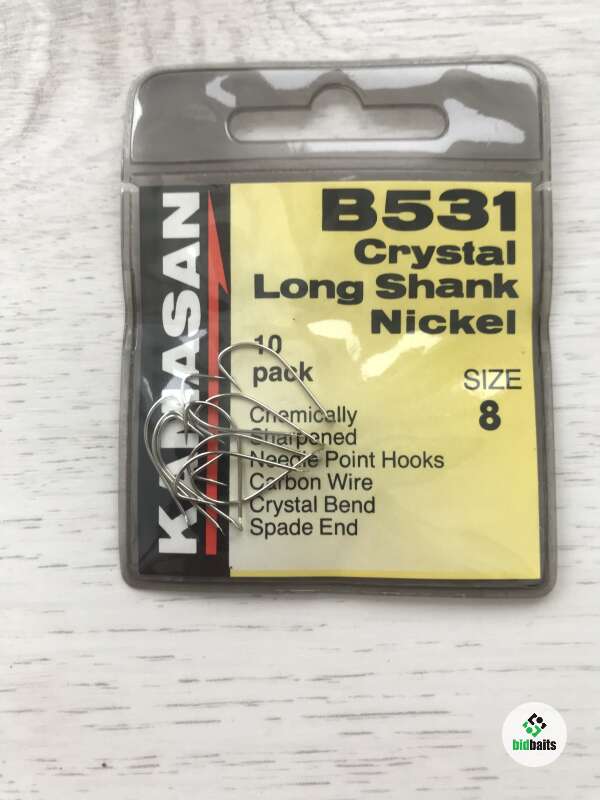 KAMASAN
B531
Crystal
Long Shank
Nickel
10
pack
SIZE
8
Chemically
Sharpened
Needle Point Hooks
Carbon Wire
Crystal Bend
Spade End
bidbaits